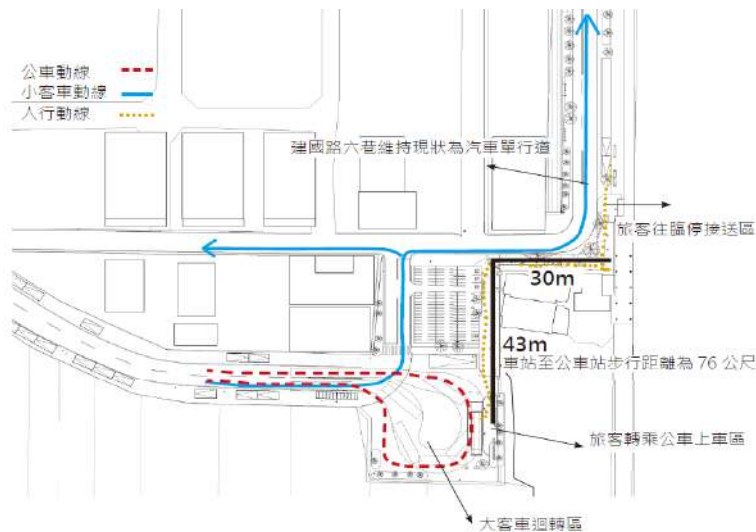 公車動線
小客車動線
人行動線
建國路六巷維持現狀為汽車單行道
旅客往臨停接送區
30m
43m
車站至公車站步行距離為 76 公尺
旅客轉乘公車上車區
大客車迴轉區